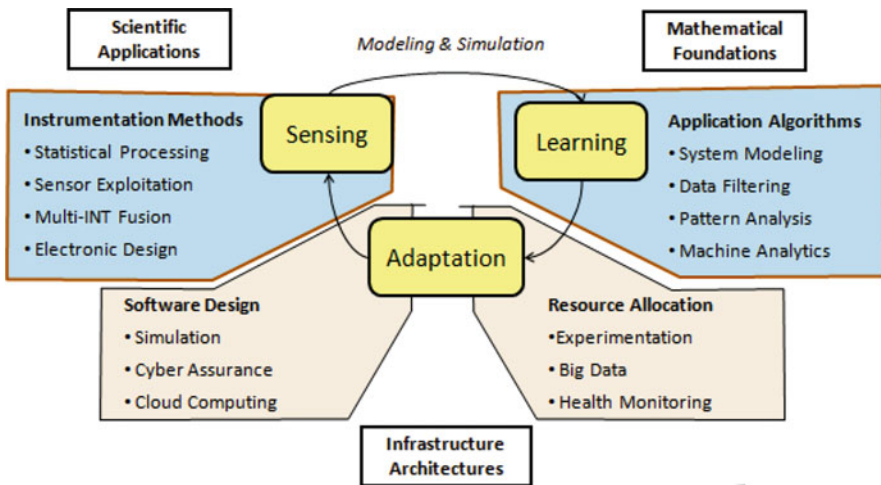 Scientific
Applications
Modeling & Simulation
Mathematical
Foundations
Instrumentation Methods
• Statistical Processing
• Sensor Exploitation
• Multi-INT Fusion
• Electronic Design
Sensing
Learning
Application Algorithms
• System Modeling
• Data Filtering
• Pattern Analysis
• Machine Analytics
Adaptation
Software Design
• Simulation
• Cyber Assurance
• Cloud Computing
Resource Allocation
•Experimentation
• Big Data
• Health Monitoring
Infrastructure
Architectures